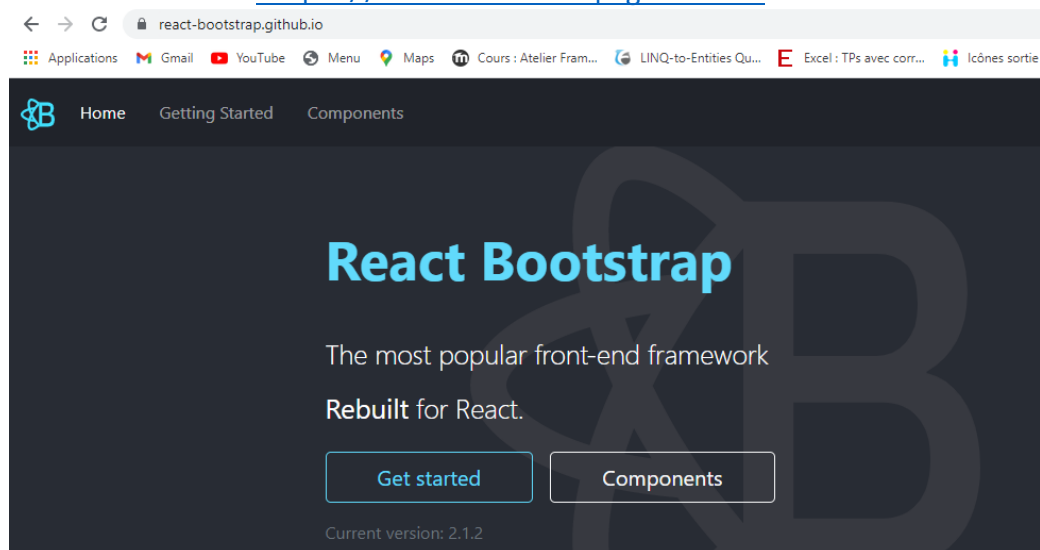 react-bootstrap.github.io
Applications Gmail YouTube Menu Maps Cours : Atelier Fram... LINQ-to-Entities Qu... Excel : TPs avec corr... Icônes sortie
Home Getting Started Components
React Bootstrap
The most popular front-end framework
Rebuilt for React.
Get started Components
Current version: 2.1.2